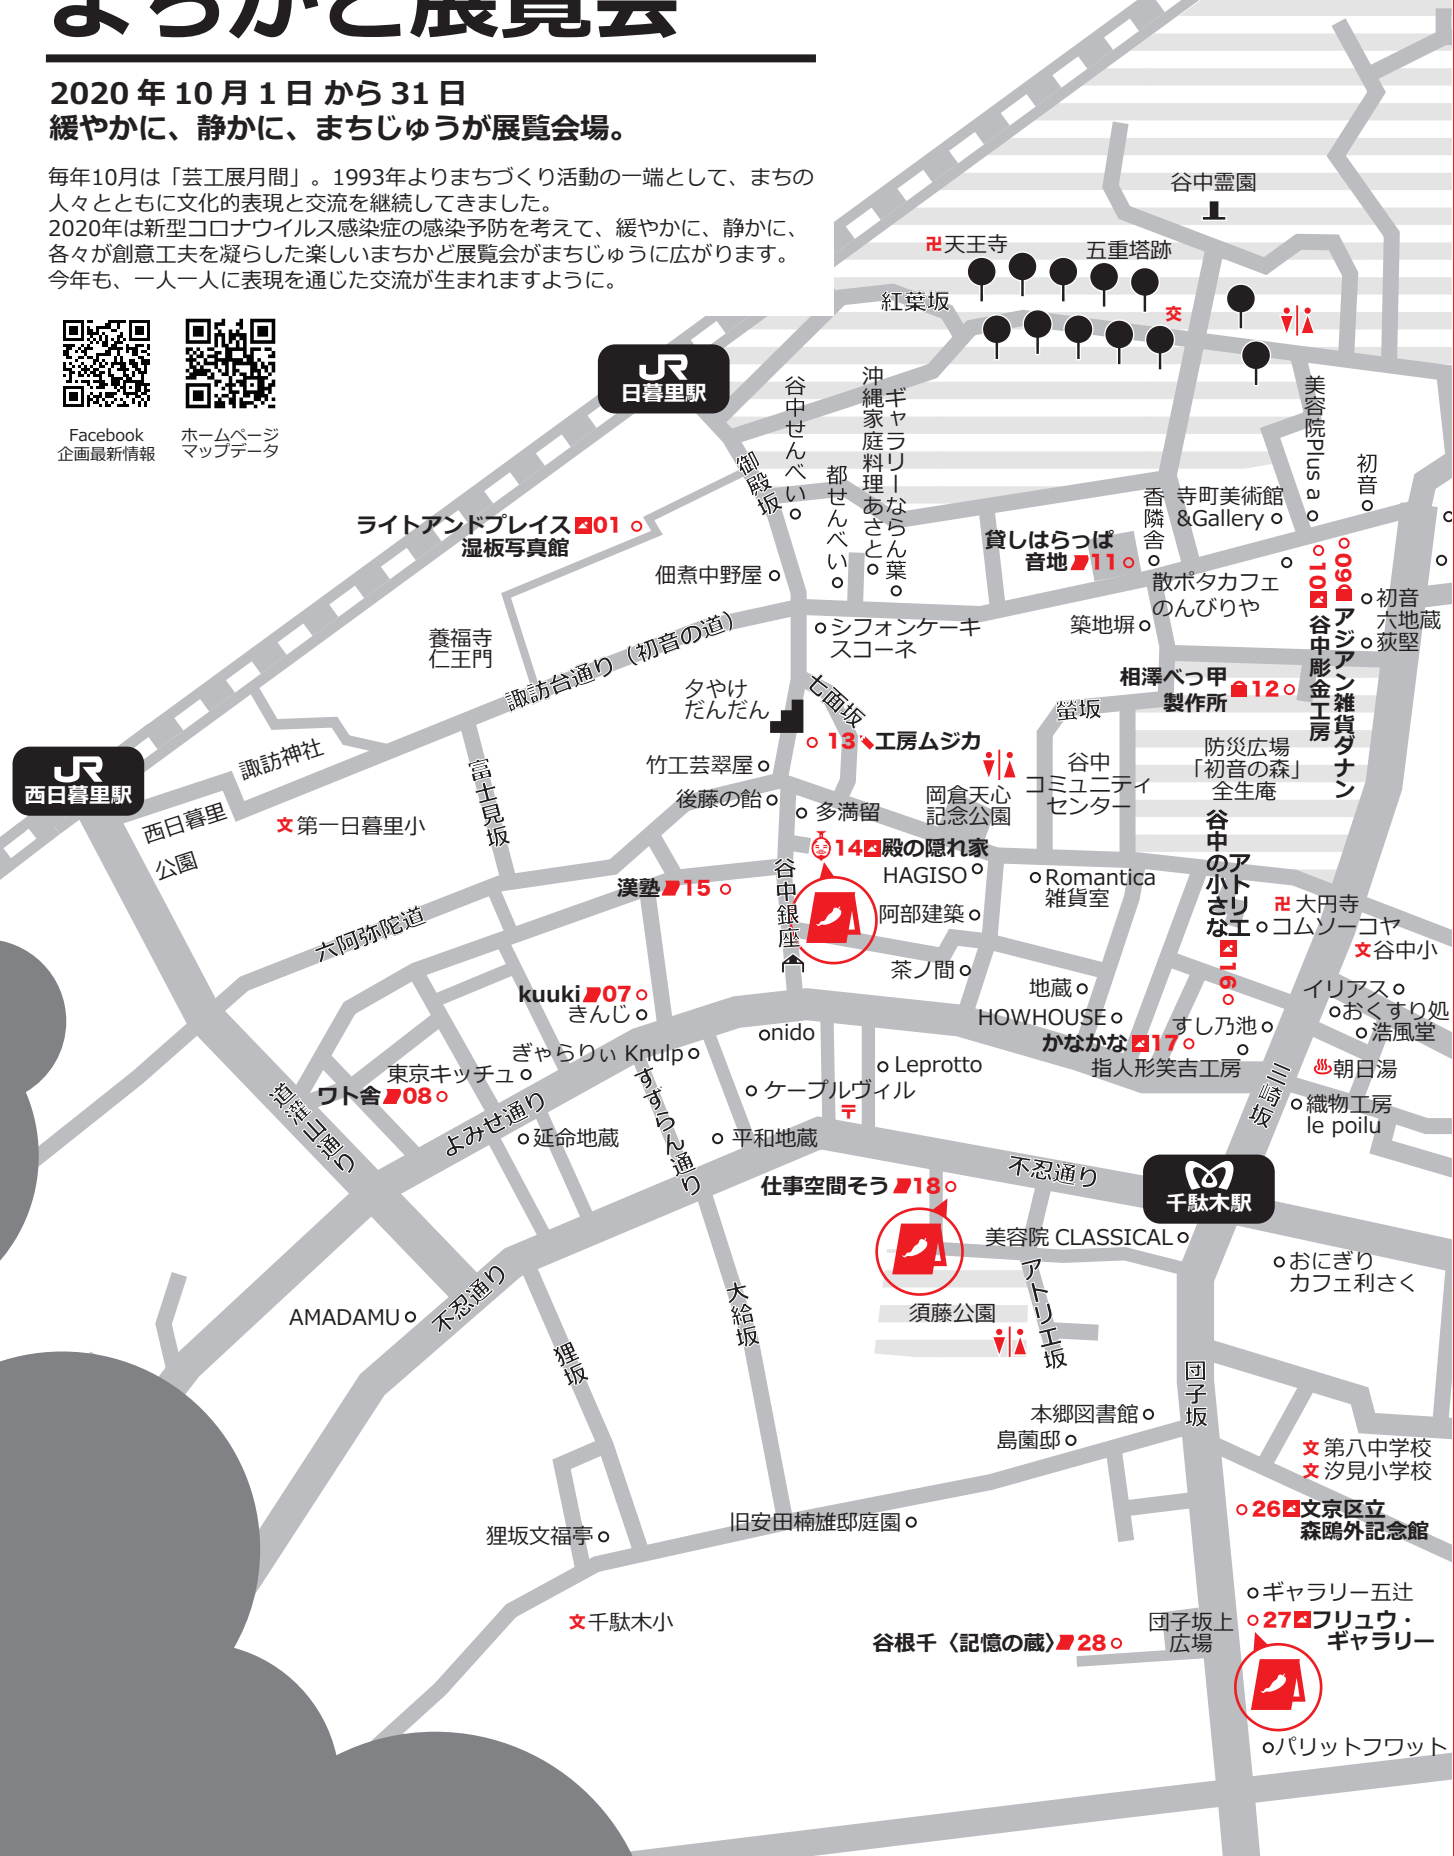 まちかど展覧会
2020 年 10 月 1 日 から 31 日
緩やかに、静かに、まちじゅうが展覧会場。
毎年10月は「芸工展月間」。1993年よりまちづくり活動の一端として、まちの
人々とともに文化的表現と交流を継続してきました。
2020年は新型コロナウイルス感染症の感染予防を考えて、緩やかに、静かに、
各々が創意工夫を凝らした楽しいまちかど展覧会がまちじゅうに広がります。
今年も、一人一人に表現を通じた交流が生まれますように。
Facebook
企画最新情報
ホームページ
マップデータ
谷中霊園
卍天王寺
五重塔跡
紅葉坂
交
JR
日暮里駅
谷中せんべい
都せんべい
沖縄家庭料理あさと
ギャラリーならん葉
御殿坂
美容院Plus a
初音
香隣舎
寺町美術館
&Gallery
ライトアンドプレイス 01
湿板写真館
貸しはらっぱ
音地 11
佃煮中野屋
散ポタカフェ
のんびりや
10 谷中彫金工房
09 アジアン雑貨ダナン
初音
六地蔵
荻堅
養福寺
仁王門
諏訪台通り（初音の道）
シフォンケーキ
スコーネ
築地塀
夕やけ
だんだん
七面坂
相澤べっ甲
製作所 12
螢坂
13 工房ムジカ
JR
西日暮里駅
諏訪神社
富士見坂
竹工芸翠屋
後藤の飴
多満留
岡倉天心
記念公園
谷中
コミュニティ
センター
防災広場
「初音の森」
全生庵
西日暮里
公園
文第一日暮里小
14 殿の隠れ家
HAGISO
谷中の小さな
アトリエ
16
漢塾 15
谷中銀座
阿部建築
Romantica
雑貨室
卍大円寺
コムソーコヤ
文谷中小
六阿弥陀道
茶ノ間
kuuki 07
きんじ
地蔵
HOWHOUSE
イリアス
おくすり処
浩風堂
nido
かなかな 17
すし乃池
指人形笑吉工房
ぎゃらりぃ Knulp
Leprotto
朝日湯
東京キッチュ
ワト舎 08
ケープルヴィル
〒
三崎坂
織物工房
le poilu
道灌山通り
よみせ通り
すずらん通り
延命地蔵
平和地蔵
不忍通り
仕事空間そう 18
千駄木駅
美容院 CLASSICAL
おにぎり
カフェ利さく
アトリエ坂
AMADAMU
不忍通り
大給坂
須藤公園
狸坂
団子坂
本郷図書館
島薗邸
文第八中学校
文汐見小学校
26 文京区立
森鴎外記念館
狸坂文福亭
旧安田楠雄邸庭園
ギャラリー五辻
文千駄木小
団子坂上
広場
27 フリュウ・
ギャラリー
谷根千〈記憶の蔵〉28
パリットフワット